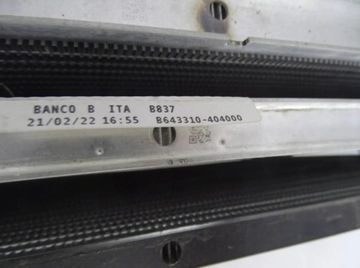 BANCO B ITA B837
21/02/22 16:55 B643310-404000